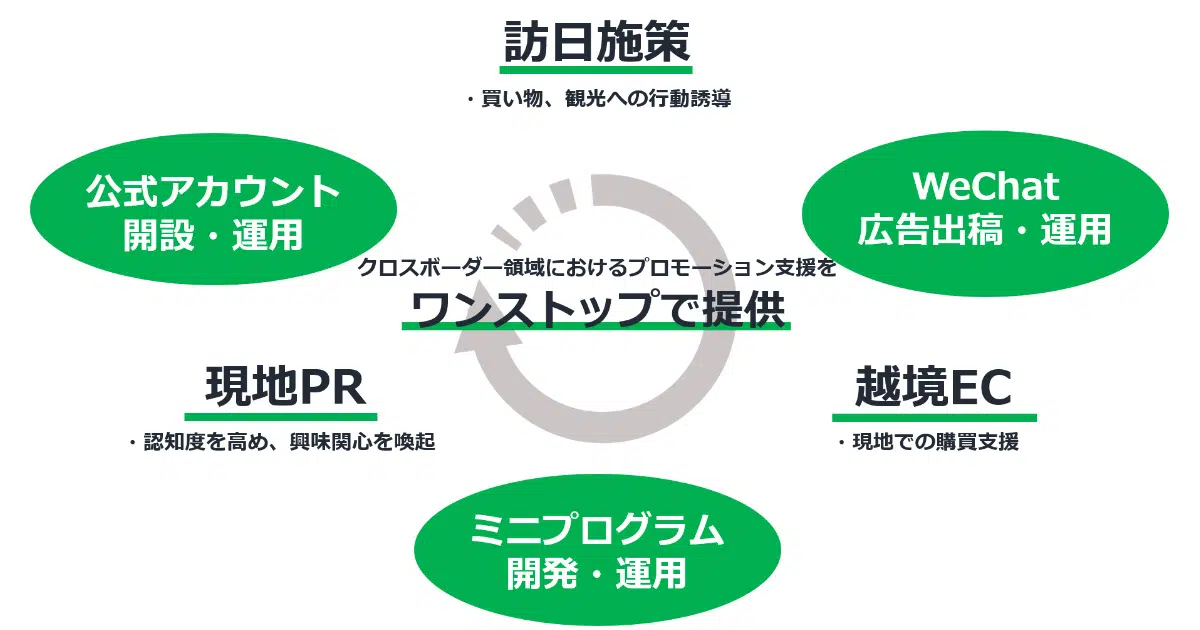 訪日施策
・買い物、観光への行動誘導
公式アカウント
開設・運用
WeChat
広告出稿・運用
クロスボーダー領域におけるプロモーション支援を
ワンストップで提供
現地PR
・認知度を高め、興味関心を喚起
越境EC
・現地での購買支援
ミニプログラム
開発・運用